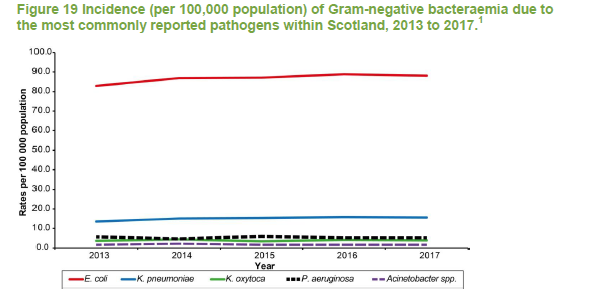 Figure 19 Incidence (per 100,000 population) of Gram-negative bacteraemia due to
the most commonly reported pathogens within Scotland, 2013 to 2017.1
Rates per 100 000 population
100.0
90.0
80.0
70.0
60.0
50.0
40.0
30.0
20.0
10.0
0.0
2013 2014 2015 2016 2017
Year
E. coli K. pneumoniae K. oxytoca P. aeruginosa Acinetobacter spp.